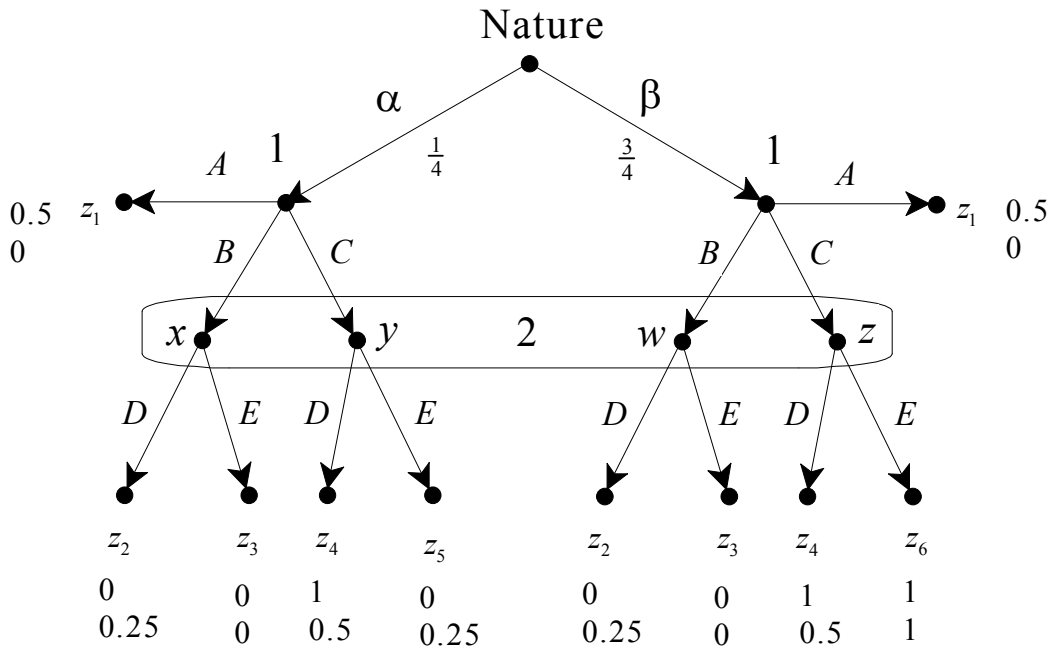 Nature
α β
1 1/4 3/4 1
A A
0.5 z₁ z₁ 0.5
0 0
B C B C
x y 2 w z
D E D E D E D E
z₂ z₃ z₄ z₅ z₂ z₃ z₄ z₆
0 0 1 0 0 0 1 1
0.25 0 0.5 0.25 0.25 0 0.5 1